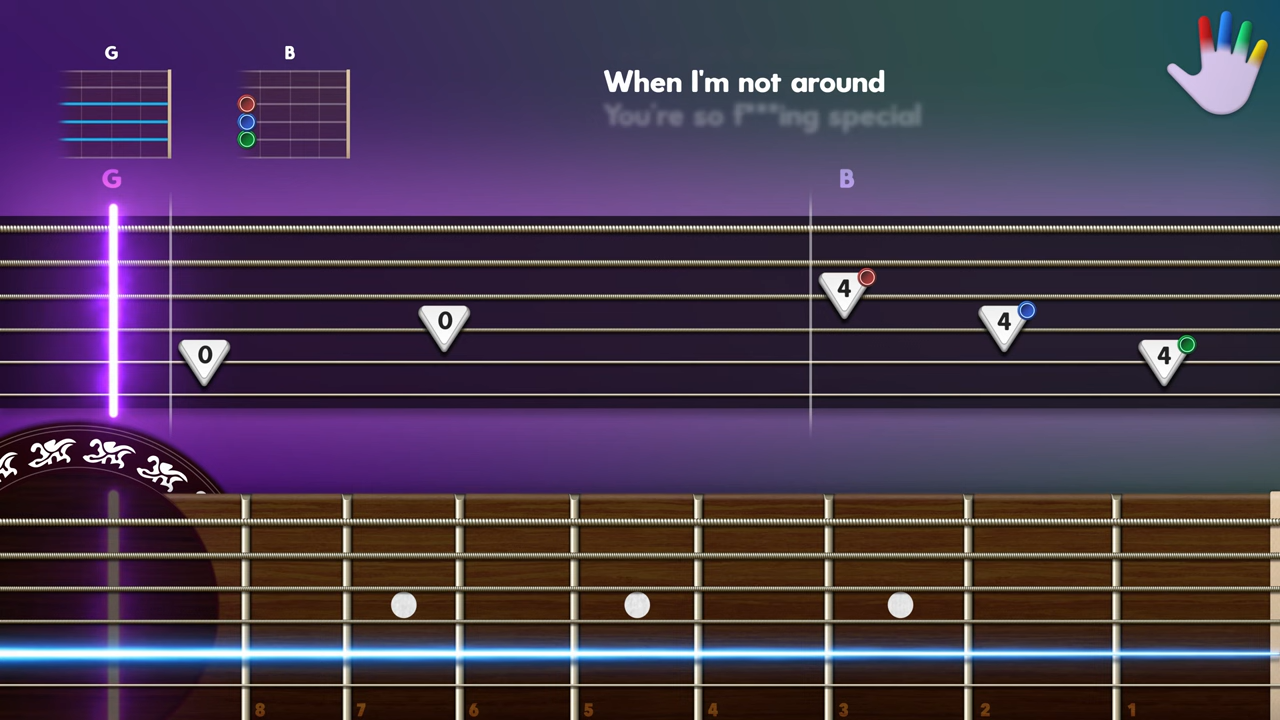 G B
When I'm not around
You're so f***ing special
G B
0 0 4 4 4
8 7 6 5 4 3 2 1